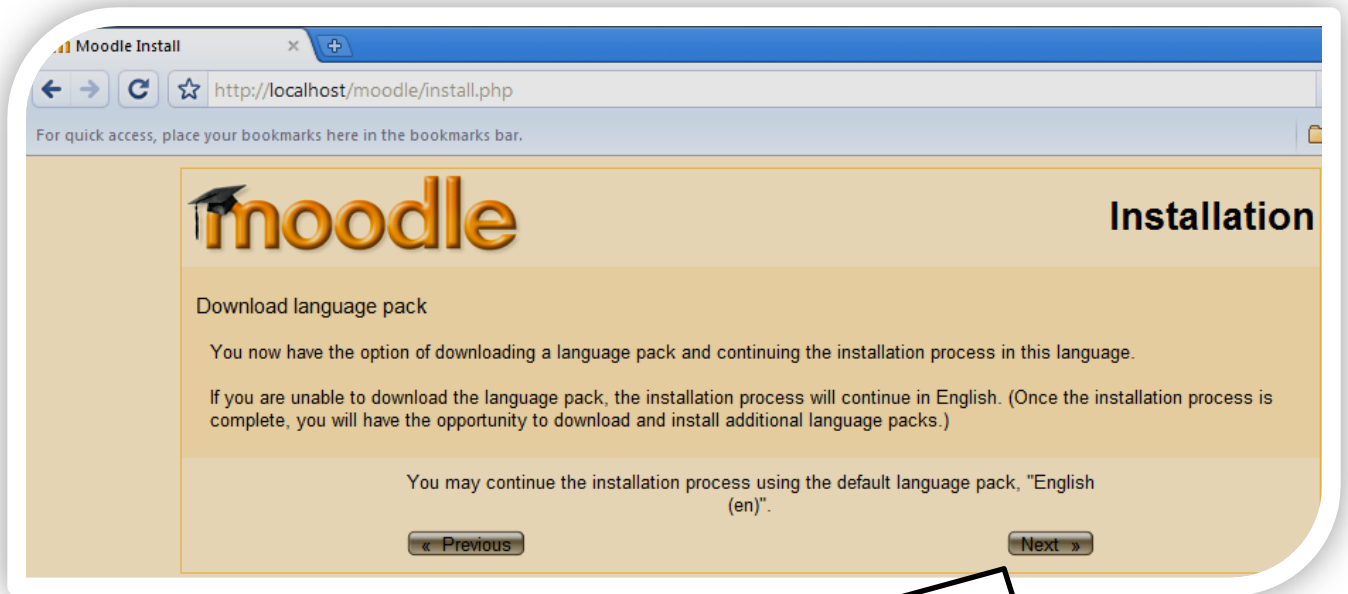 Moodle Install
http://localhost/moodle/install.php
For quick access, place your bookmarks here in the bookmarks bar.
moodle
Installation
Download language pack
You now have the option of downloading a language pack and continuing the installation process in this language.
If you are unable to download the language pack, the installation process will continue in English. (Once the installation process is
complete, you will have the opportunity to download and install additional language packs.)
You may continue the installation process using the default language pack, "English
(en)".
« Previous
Next »